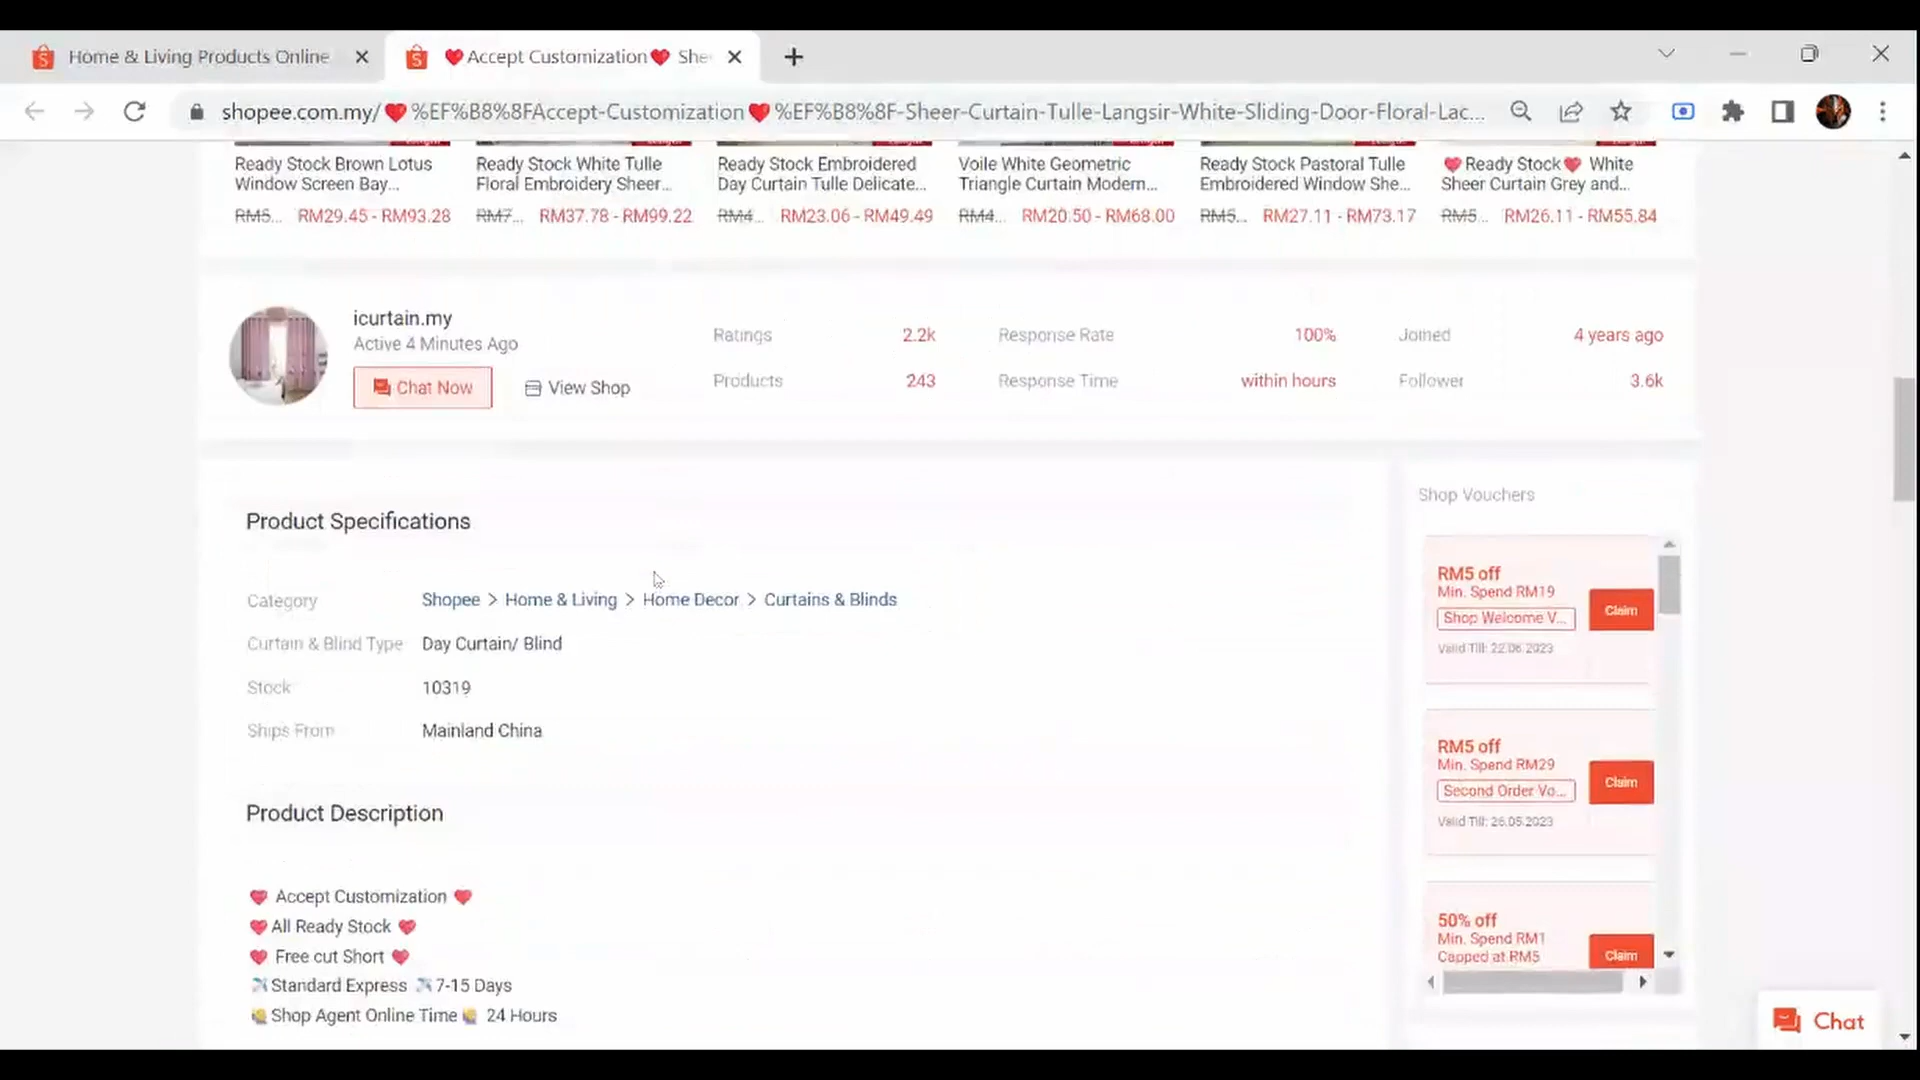 Home & Living Products Online
❤️Accept Customization❤️ She
shopee.com.my/❤️%EF%B8%8FAccept-Customization❤️%EF%B8%8F-Sheer-Curtain-Tulle-Langsir-White-Sliding-Door-Floral-Lac...
Ready Stock Brown Lotus
Window Screen Bay...
RM5... RM29.45 - RM93.28
Ready Stock White Tulle
Floral Embroidery Sheer...
RM7... RM37.78 - RM99.22
Ready Stock Embroidered
Day Curtain Tulle Delicate...
RM4... RM23.06 - RM49.49
Voile White Geometric
Triangle Curtain Modern...
RM4... RM20.50 - RM68.00
Ready Stock Pastoral Tulle
Embroidered Window She...
RM5... RM27.11 - RM73.17
❤️Ready Stock❤️ White
Sheer Curtain Grey and...
RM5... RM26.11 - RM55.84
icurtain.my
Active 4 Minutes Ago
Chat Now
View Shop
Ratings 2.2k
Response Rate 100%
Joined 4 years ago
Products 243
Response Time within hours
Follower 3.6k
Product Specifications
Category Shopee > Home & Living > Home Decor > Curtains & Blinds
Curtain & Blind Type Day Curtain/ Blind
Stock 10319
Ships From Mainland China
Product Description
❤️ Accept Customization ❤️
❤️All Ready Stock ❤️
❤️ Free cut Short ❤️
✈️Standard Express ✈️7-15 Days
Shop Agent Online Time 24 Hours
Shop Vouchers
RM5 off
Min. Spend RM19
Shop Welcome V...
Valid Till: 22.06.2023
Claim
RM5 off
Min. Spend RM29
Second Order Vo...
Valid Till: 26.05.2023
Claim
50% off
Min. Spend RM1
Capped at RM5
Claim
Chat